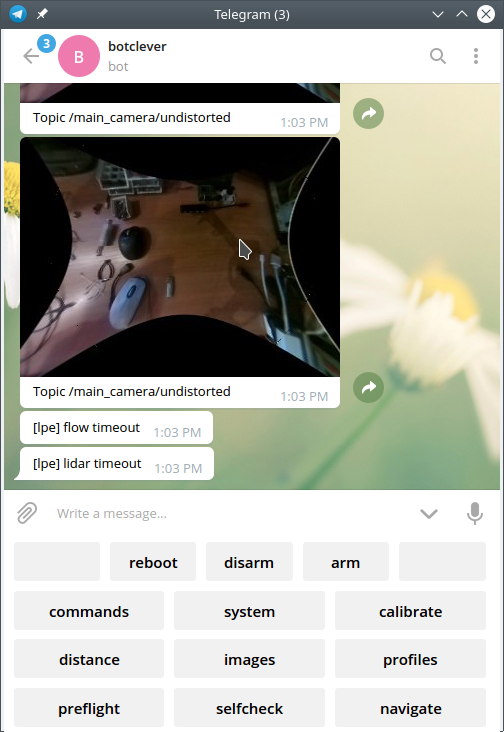 Telegram (3)
3
B
botclever
bot
Topic /main_camera/undistorted
1:03 PM
Topic /main_camera/undistorted
1:03 PM
[lpe] flow timeout 1:03 PM
[lpe] lidar timeout 1:03 PM
Write a message...
reboot disarm arm
commands system calibrate
distance images profiles
preflight selfcheck navigate